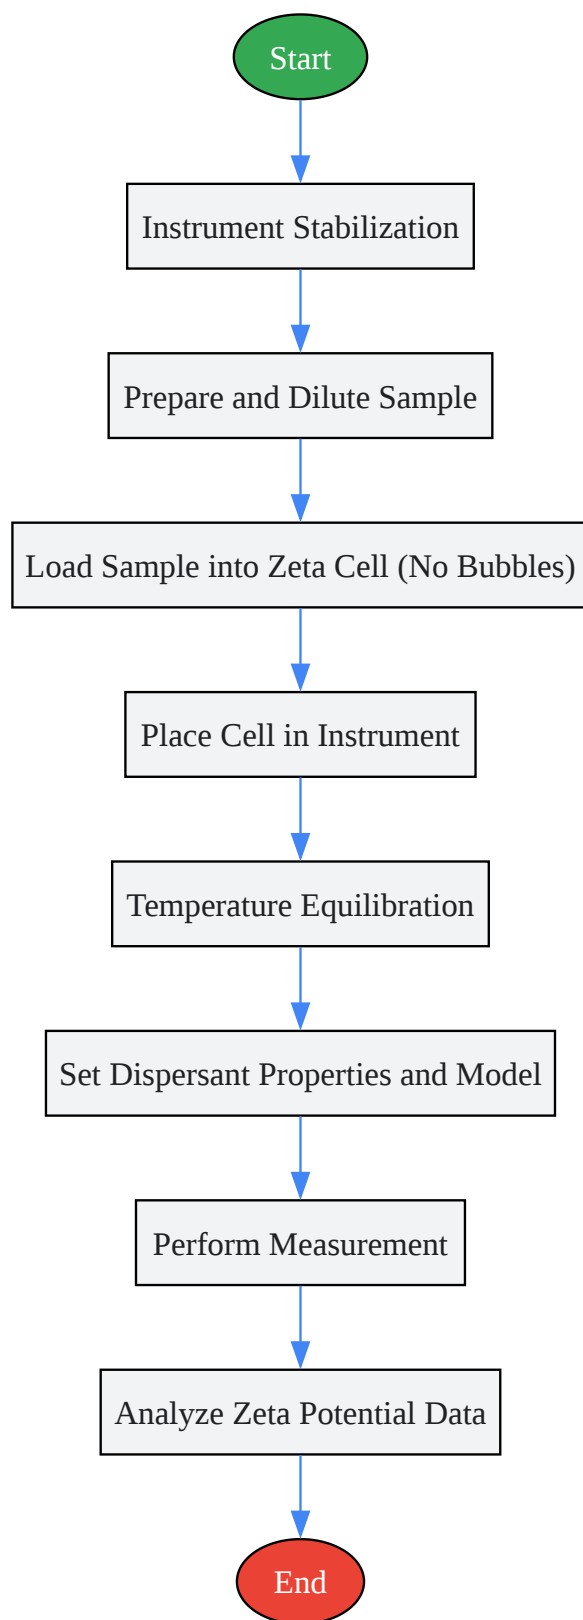 Start
Instrument Stabilization
Prepare and Dilute Sample
Load Sample into Zeta Cell (No Bubbles)
Place Cell in Instrument
Temperature Equilibration
Set Dispersant Properties and Model
Perform Measurement
Analyze Zeta Potential Data
End